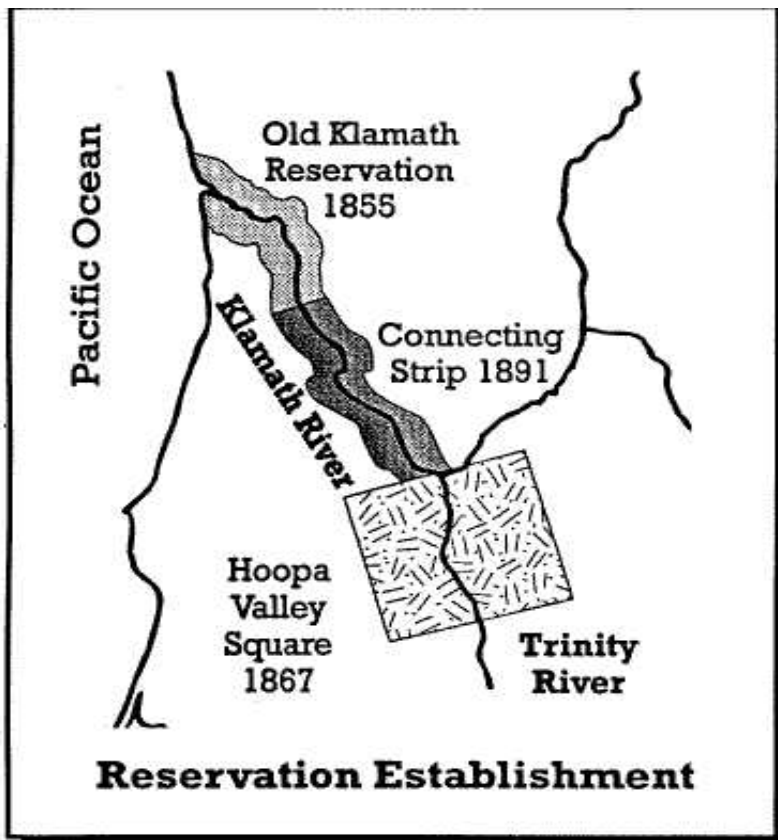 Old Klamath
Reservation
1855
Pacific Ocean
Klamath River
Connecting
Strip 1891
Hoopa
Valley
Square
1867
Trinity
River
Reservation Establishment